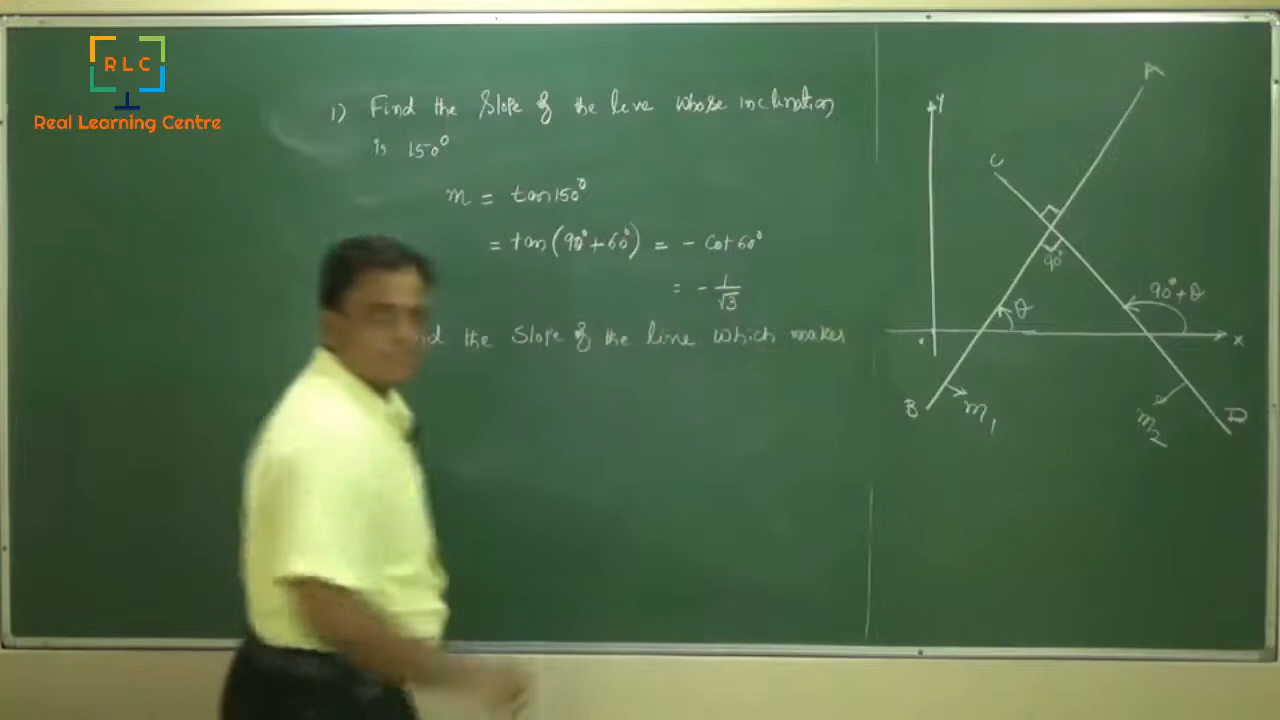 R L C
Real Learning Centre
1) Find the Slope of the line whose inclination
is 150°
m = tan150°
= tan(90°+60°) = - Cot 60°
= - 1/√3
the Slope of the line which makes
A
y
C
90°
θ
90°+θ
x
B
m₁
m₂
D